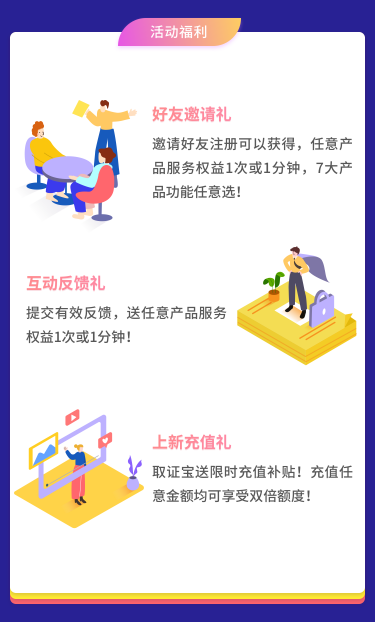 活动福利
好友邀请礼
邀请好友注册可以获得，任意产
品服务权益1次或1分钟，7大产
品功能任意选！
互动反馈礼
提交有效反馈，送任意产品服务
权益1次或1分钟！
上新充值礼
取证宝送限时充值补贴！充值任
意金额均可享受双倍额度！